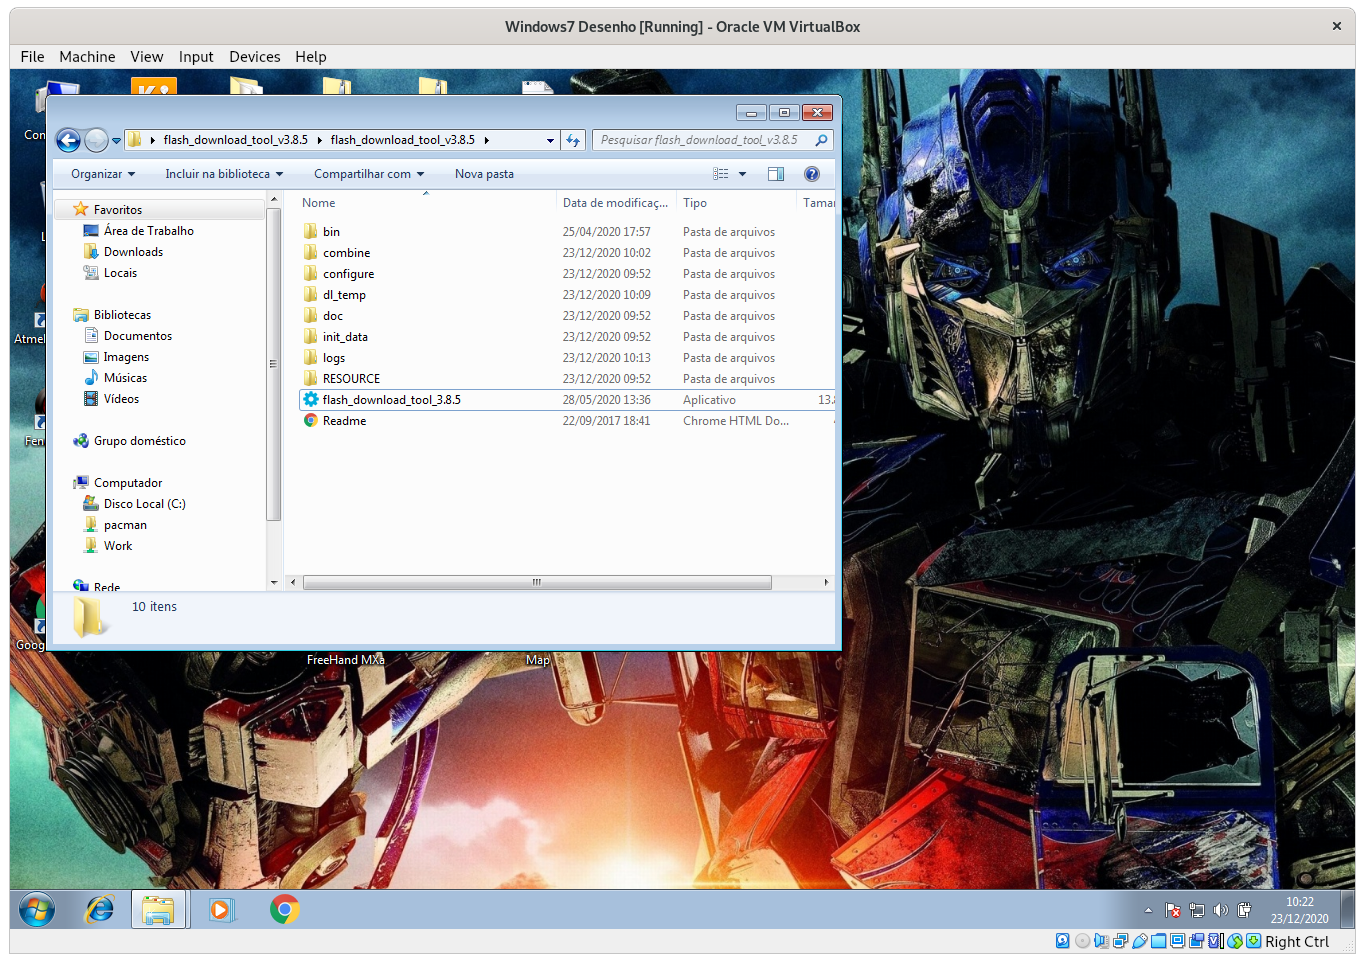 Windows7 Desenho [Running] - Oracle VM VirtualBox
File Machine View Input Devices Help
flash_download_tool_v3.8.5 flash_download_tool_v3.8.5
Pesquisar flash_download_tool_v3.8.5
Organizar Incluir na biblioteca Compartilhar com Nova pasta
Favoritos
Área de Trabalho
Downloads
Locais
Bibliotecas
Documentos
Imagens
Músicas
Vídeos
Grupo doméstico
Computador
Disco Local (C:)
pacman
Work
Rede
Nome Data de modificaç... Tipo Tamar
bin 25/04/2020 17:57 Pasta de arquivos
combine 23/12/2020 10:02 Pasta de arquivos
configure 23/12/2020 09:52 Pasta de arquivos
dl_temp 23/12/2020 10:09 Pasta de arquivos
doc 23/12/2020 09:52 Pasta de arquivos
init_data 23/12/2020 09:52 Pasta de arquivos
logs 23/12/2020 10:13 Pasta de arquivos
RESOURCE 23/12/2020 09:52 Pasta de arquivos
flash_download_tool_3.8.5 28/05/2020 13:36 Aplicativo 13.8
Readme 22/09/2017 18:41 Chrome HTML Do...
10 itens
Con
L
Atmel
Fen
Goog
FreeHand MXa
Map
10:22
23/12/2020
Right Ctrl